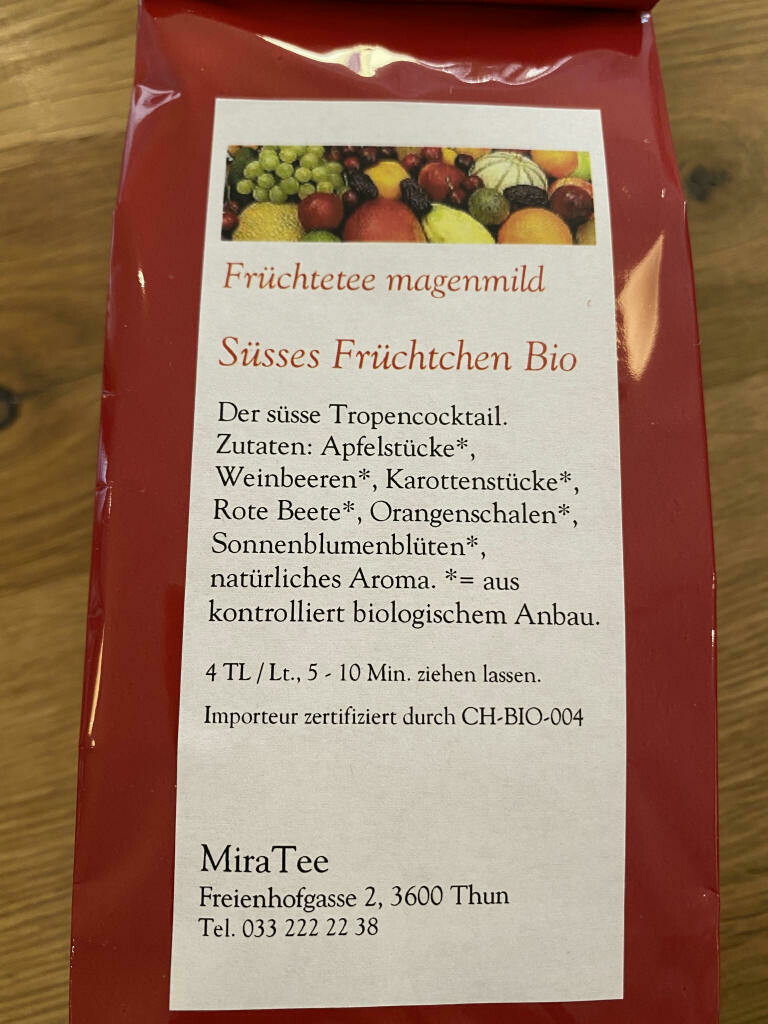 Früchtetee magenmild
Süsses Früchtchen Bio
Der süsse Tropencocktail.
Zutaten: Apfelstücke*,
Weinbeeren*, Karottenstücke*,
Rote Beete*, Orangenschalen*,
Sonnenblumenblüten*,
natürliches Aroma. *= aus
kontrolliert biologischem Anbau.
4 TL / Lt., 5 - 10 Min. ziehen lassen.
Importeur zertifiziert durch CH-BIO-004
MiraTee
Freienhofgasse 2, 3600 Thun
Tel. 033 222 22 38